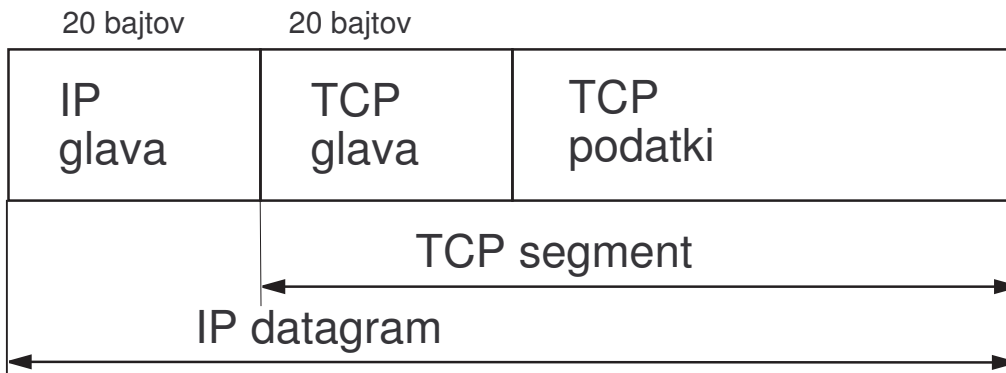 20 bajtov 20 bajtov
IP
glava
TCP
glava
TCP
podatki
TCP segment
IP datagram